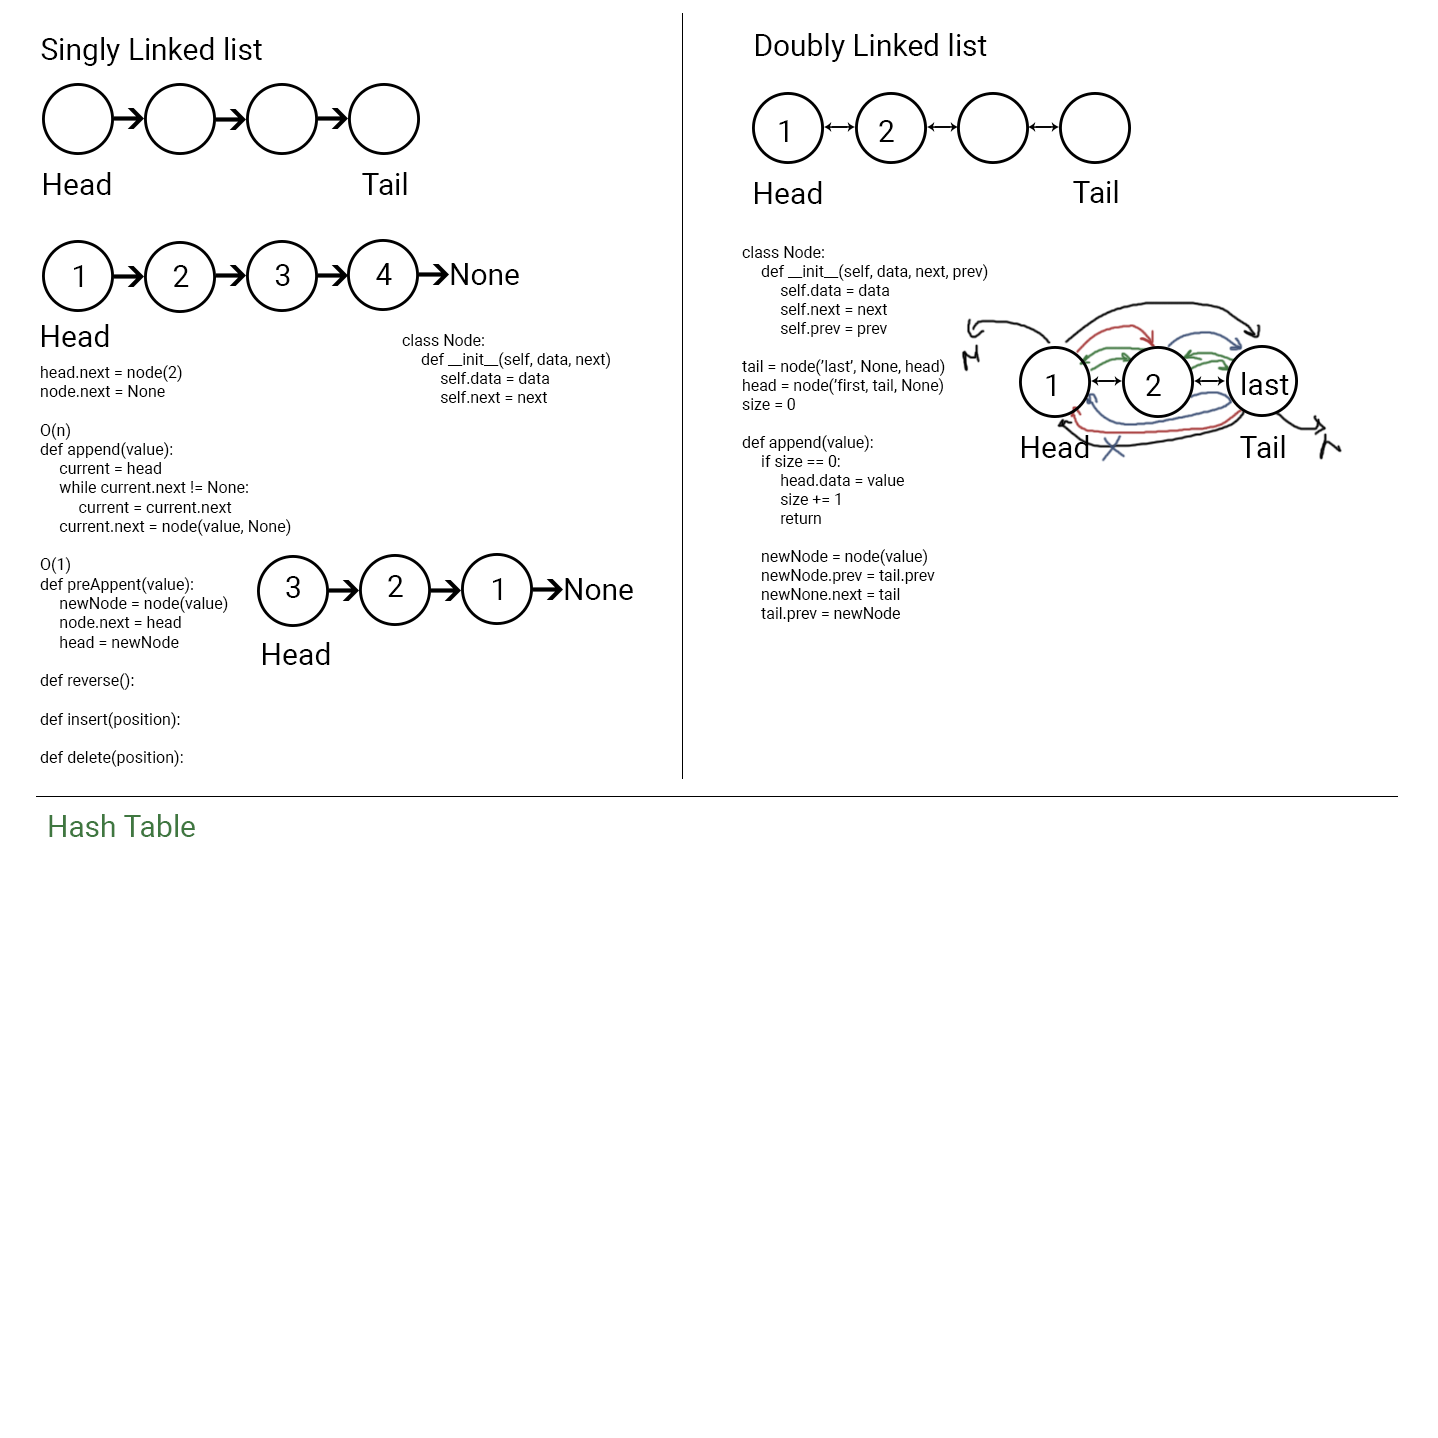 Singly Linked list
Head
Tail
1
2
3
4
None
Head
head.next = node(2)
node.next = None
class Node:
def __init__(self, data, next)
self.data = data
self.next = next
O(n)
def append(value):
current = head
while current.next != None:
current = current.next
current.next = node(value, None)
O(1)
def preAppent(value):
newNode = node(value)
node.next = head
head = newNode
3
2
1
None
Head
def reverse():
def insert(position):
def delete(position):
Doubly Linked list
1
2
Head
Tail
class Node:
def __init__(self, data, next, prev)
self.data = data
self.next = next
self.prev = prev
tail = node('last', None, head)
head = node('first, tail, None)
size = 0
def append(value):
if size == 0:
head.data = value
size += 1
return
newNode = node(value)
newNode.prev = tail.prev
newNone.next = tail
tail.prev = newNode
1
2
last
Head
Tail
Hash Table